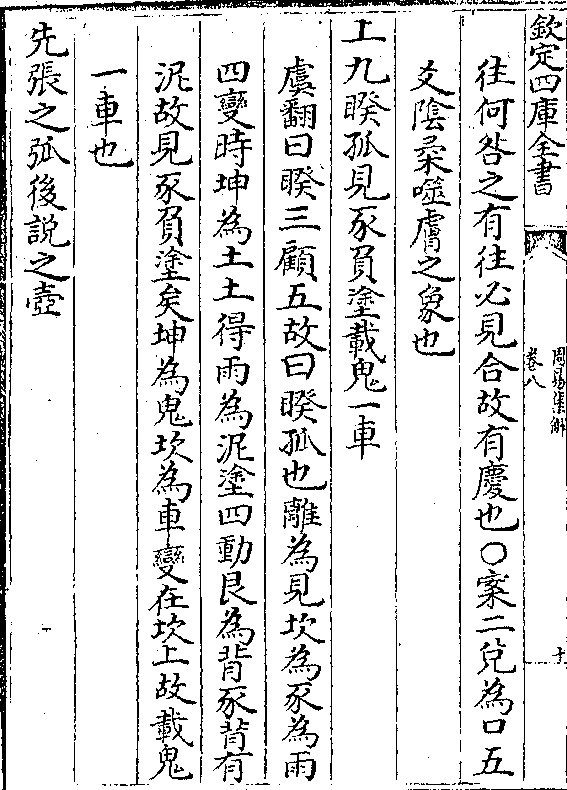 欽定四庫全書
周易集解
卷八
十
往何咎之有往必見合故有慶也○案二兌為口五
爻陰柔噬膚之象也
上九睽孤見豕負塗載鬼一車
虞翻曰睽三顧五故曰睽孤也離為見坎為豕為雨
四變時坤為土土得雨為泥塗四動艮為背豕背有
泥故見豕負塗矣坤為鬼坎為車變在坎上故載鬼
一車也
先張之弧後説之壺